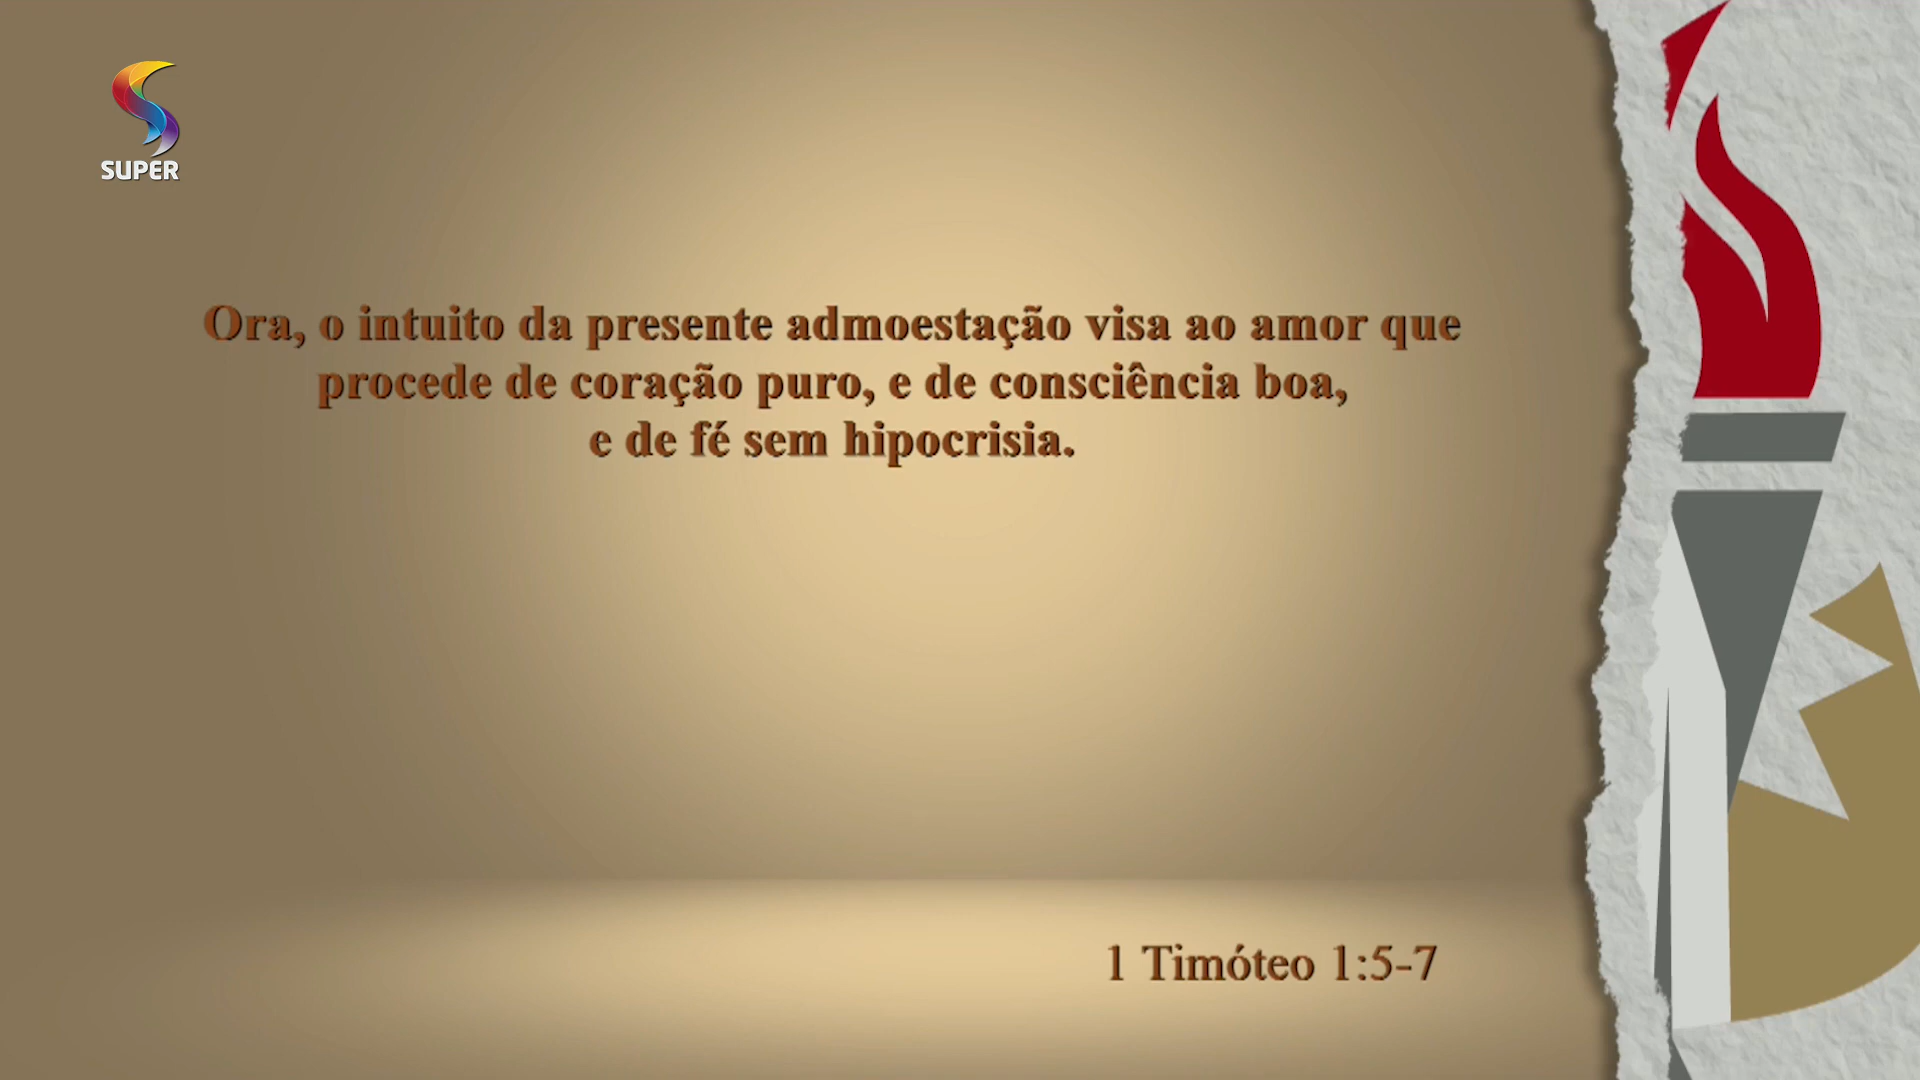 SUPER
Ora, o intuito da presente admoestação visa ao amor que
procede de coração puro, e de consciência boa,
e de fé sem hipocrisia.
1 Timóteo 1:5-7